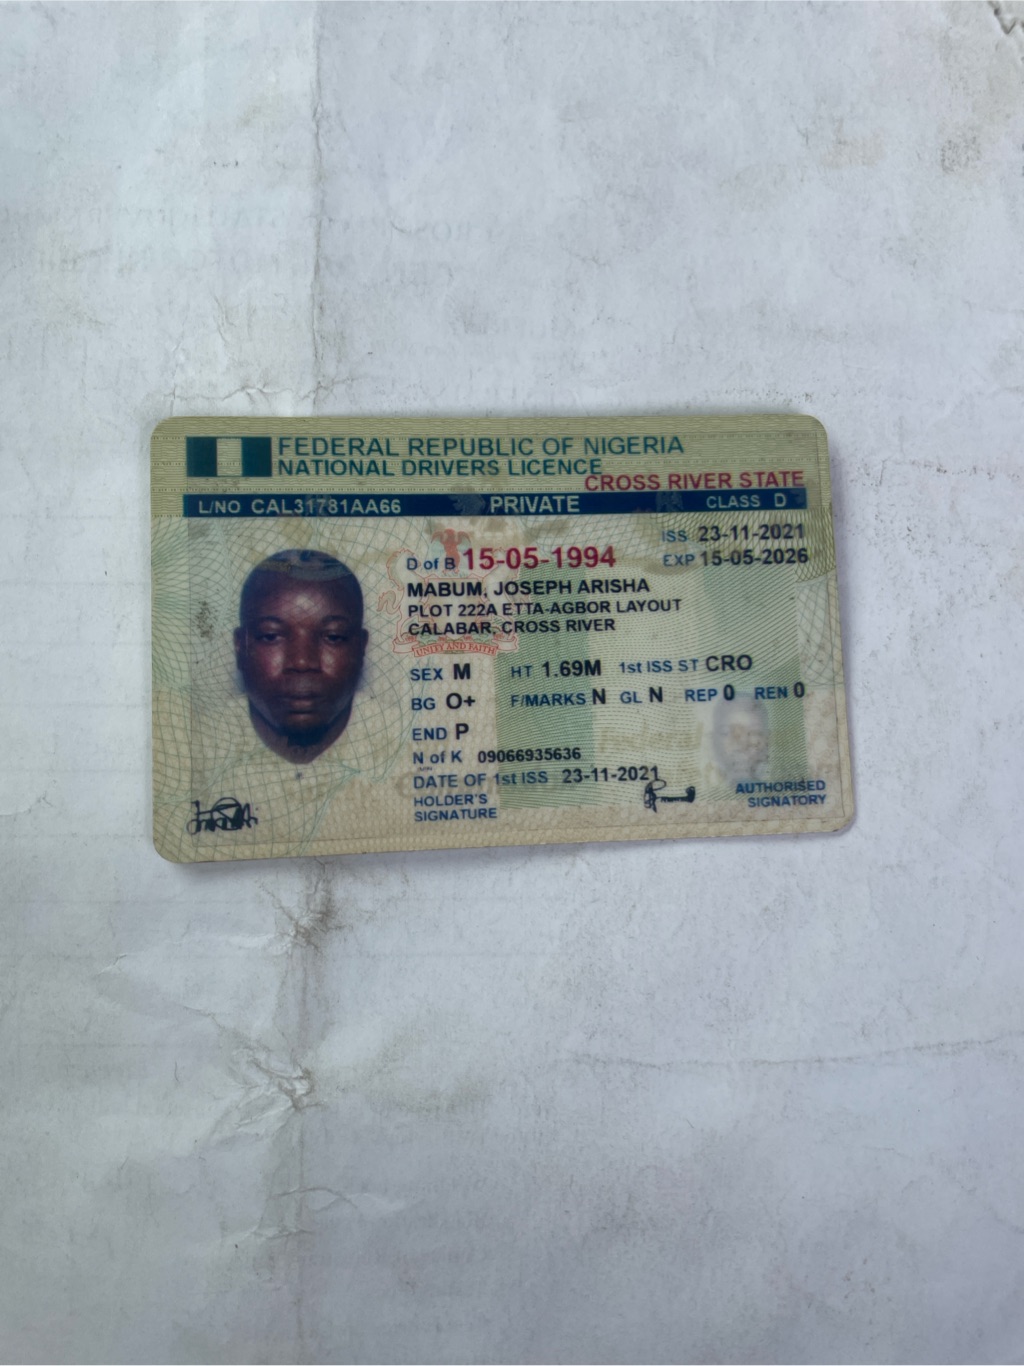 FEDERAL REPUBLIC OF NIGERIA
NATIONAL DRIVERS LICENCE
CROSS RIVER STATE
L/NO CAL31781AA66 PRIVATE CLASS D
ISS 23-11-2021
D of B 15-05-1994 EXP 15-05-2026
MABUM, JOSEPH ARISHA
PLOT 222A ETTA-AGBOR LAYOUT
CALABAR, CROSS RIVER
UNITY AND FAITH
SEX M HT 1.69M 1st ISS ST CRO
BG O+ F/MARKS N GL N REP 0 REN 0
END P
N of K 09066935636
DATE OF 1st ISS 23-11-2021
HOLDER'S SIGNATURE
AUTHORISED SIGNATORY